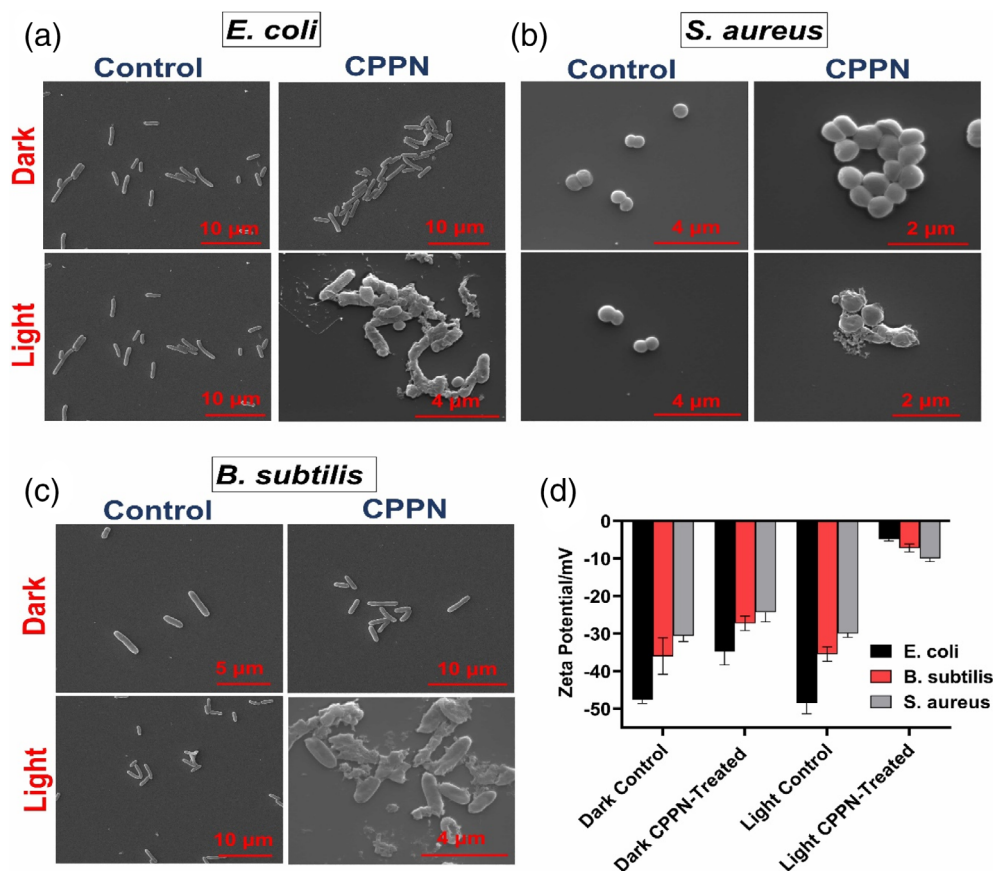 (a)
E. coli
Control CPPN
Dark
10 µm
10 µm
Light
10 µm
4 µm
(b)
S. aureus
CPPN
4 µm
2 µm
4 µm
2 µm
(c)
B. subtilis
Control CPPN
Dark
5 µm
10 µm
Light
10 µm
4 µm
(d)
Zeta Potential/mV
-0
-10
-20
-30
-40
-50
E. coli
B. subtilis
S. aureus
Dark Control
Dark CPPN-Treated
Light Control
Light CPPN-Treated